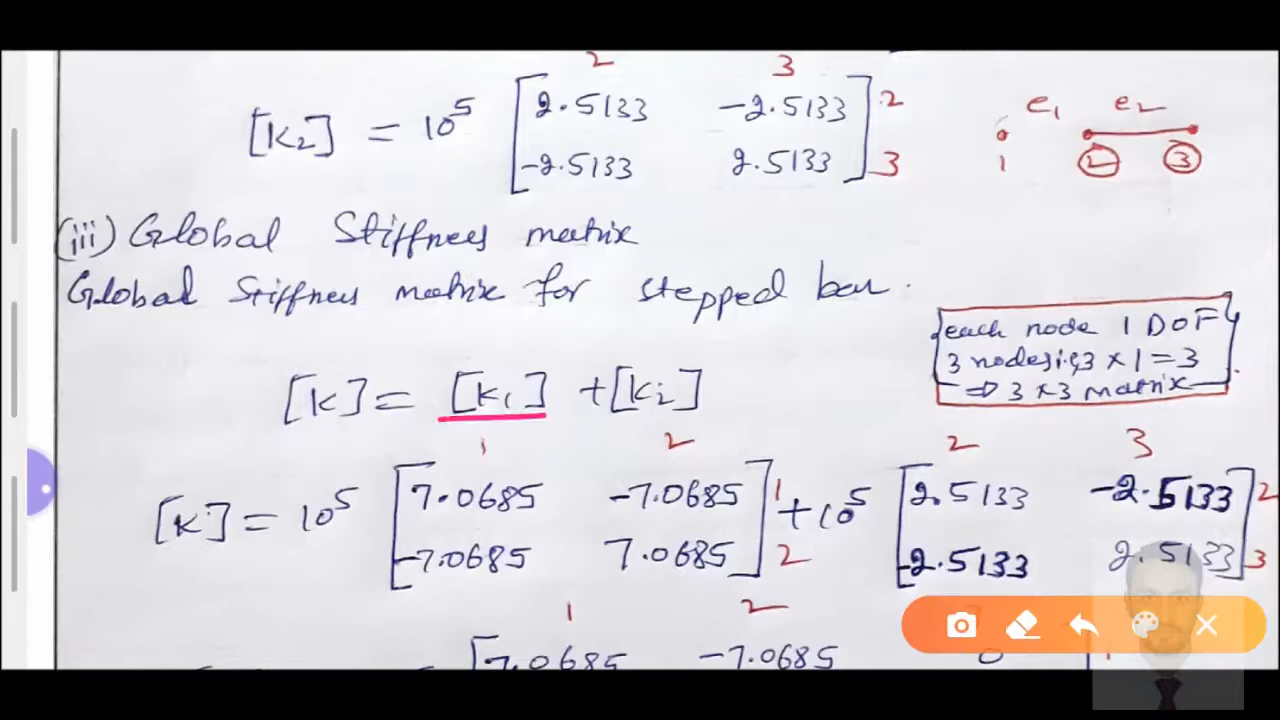 2 3
[K2] = 10^5 [2.5133 -2.5133] 2
[-2.5133 2.5133] 3
e1 e2
1 2 3
(iii) Global Stiffness matrix
Global Stiffness matrix for stepped bar.
each node 1 DOF
3 nodes i.e, 3 × 1 = 3
⇒ 3 × 3 matrix
[K] = [K1] + [K2]
1 2 2 3
[K] = 10^5 [7.0685 -7.0685] 1 + 10^5 [2.5133 -2.5133] 2
[-7.0685 7.0685] 2 [-2.5133 2.5133] 3
1 2
[7.0685 -7.0685 0